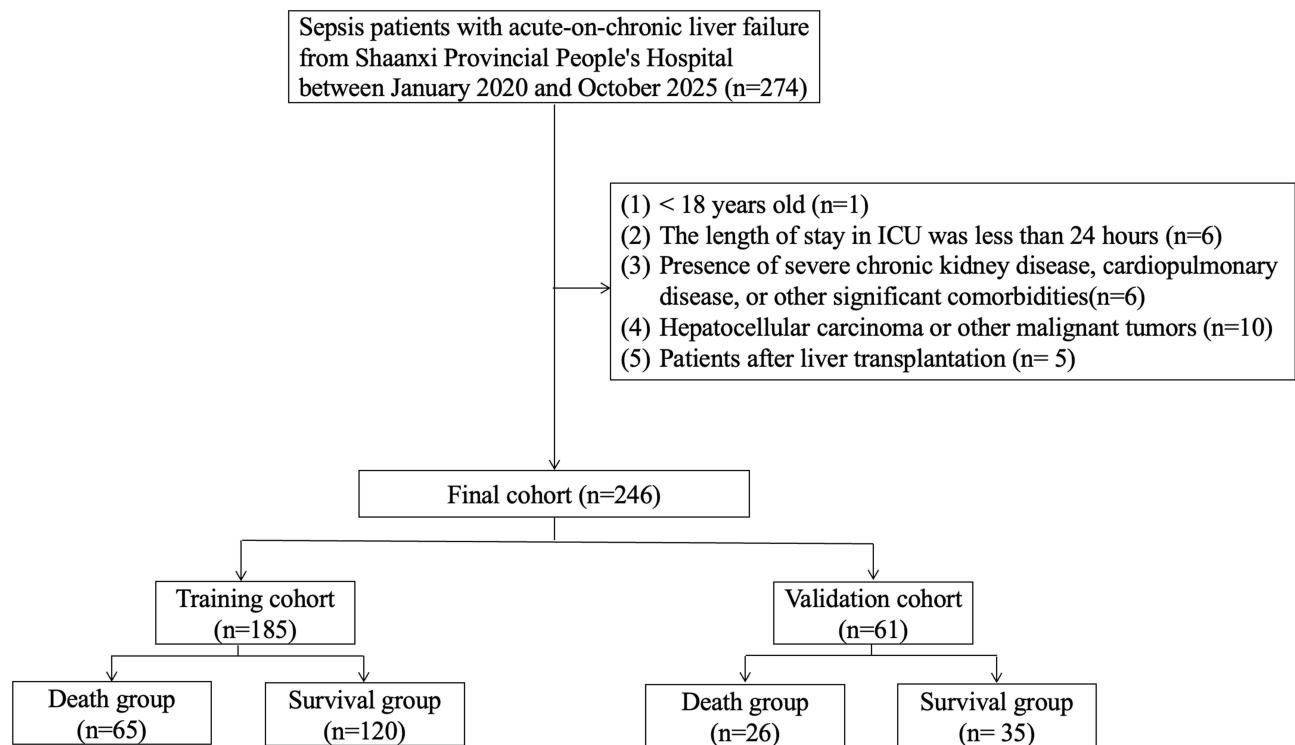 Sepsis patients with acute-on-chronic liver failure
from Shaanxi Provincial People's Hospital
between January 2020 and October 2025 (n=274)
(1) < 18 years old (n=1)
(2) The length of stay in ICU was less than 24 hours (n=6)
(3) Presence of severe chronic kidney disease, cardiopulmonary
disease, or other significant comorbidities(n=6)
(4) Hepatocellular carcinoma or other malignant tumors (n=10)
(5) Patients after liver transplantation (n= 5)
Final cohort (n=246)
Training cohort
(n=185)
Validation cohort
(n=61)
Death group
(n=65)
Survival group
(n=120)
Death group
(n=26)
Survival group
(n= 35)